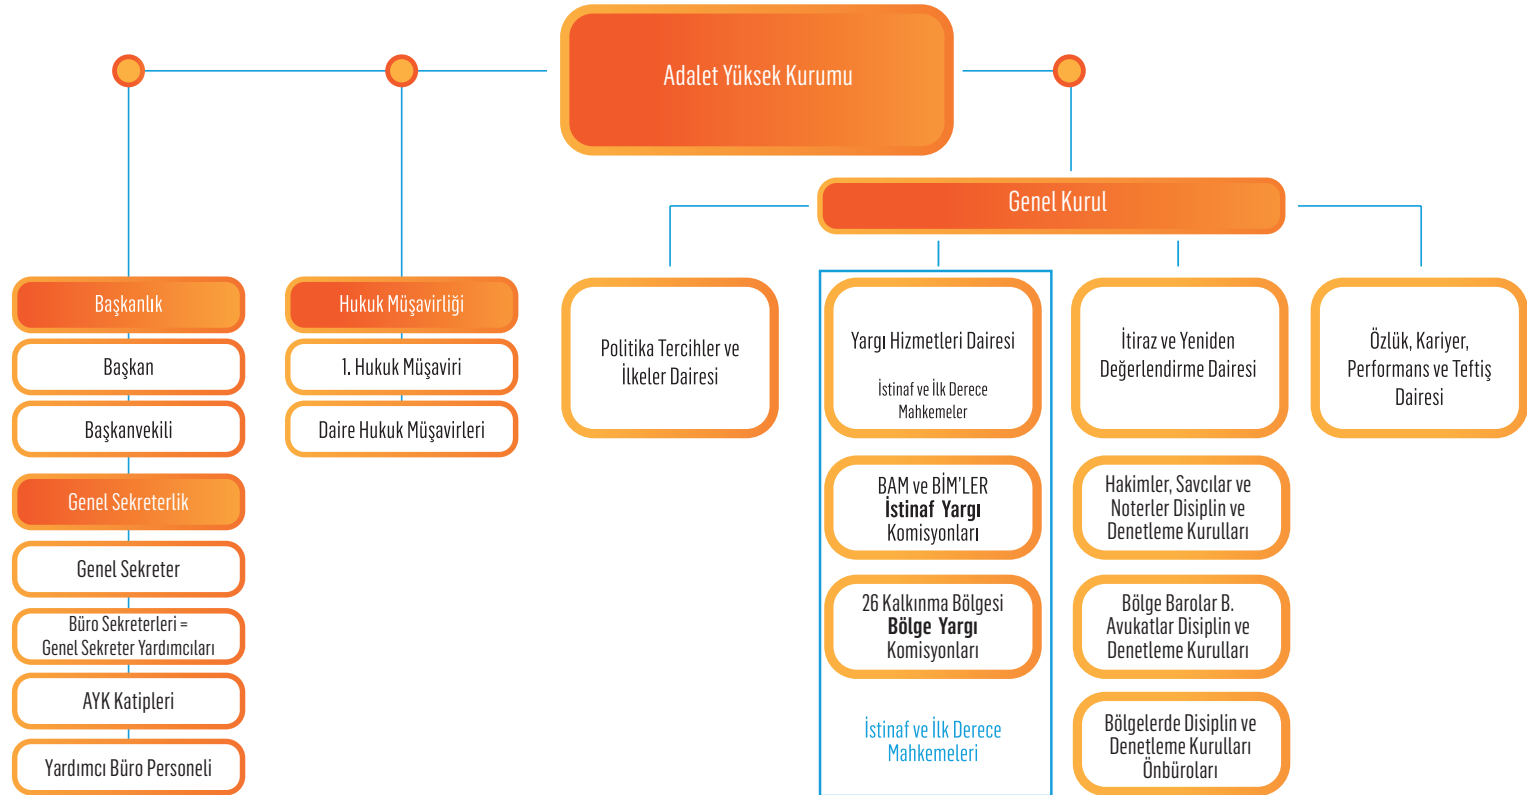 Adalet Yüksek Kurumu
Genel Kurul
Başkanlık
Başkan
Başkanvekili
Genel Sekreterlik
Genel Sekreter
Büro Sekreterleri =
Genel Sekreter Yardımcıları
AYK Katipleri
Yardımcı Büro Personeli
Hukuk Müşavirliği
1. Hukuk Müşaviri
Daire Hukuk Müşavirleri
Politika Tercihler ve
İlkeler Dairesi
Yargı Hizmetleri Dairesi
İstinaf ve İlk Derece
Mahkemeler
BAM ve BİM’LER
İstinaf Yargı
Komisyonları
26 Kalkınma Bölgesi
Bölge Yargı
Komisyonları
İstinaf ve İlk Derece
Mahkemeleri
İtiraz ve Yeniden
Değerlendirme Dairesi
Hakimler, Savcılar ve
Noterler Disiplin ve
Denetleme Kurulları
Bölge Barolar B.
Avukatlar Disiplin ve
Denetleme Kurulları
Bölgelerde Disiplin ve
Denetleme Kurulları
Önbüroları
Özlük, Kariyer,
Performans ve Teftiş
Dairesi